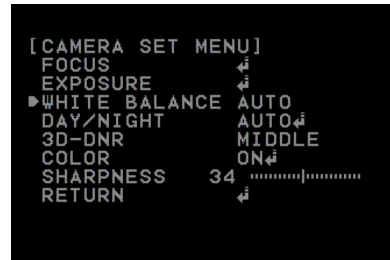 [CAMERA SET MENU]
FOCUS ↲
EXPOSURE ↲
►WHITE BALANCE AUTO
DAY/NIGHT AUTO↲
3D-DNR MIDDLE
COLOR ON↲
SHARPNESS 34
RETURN ↲